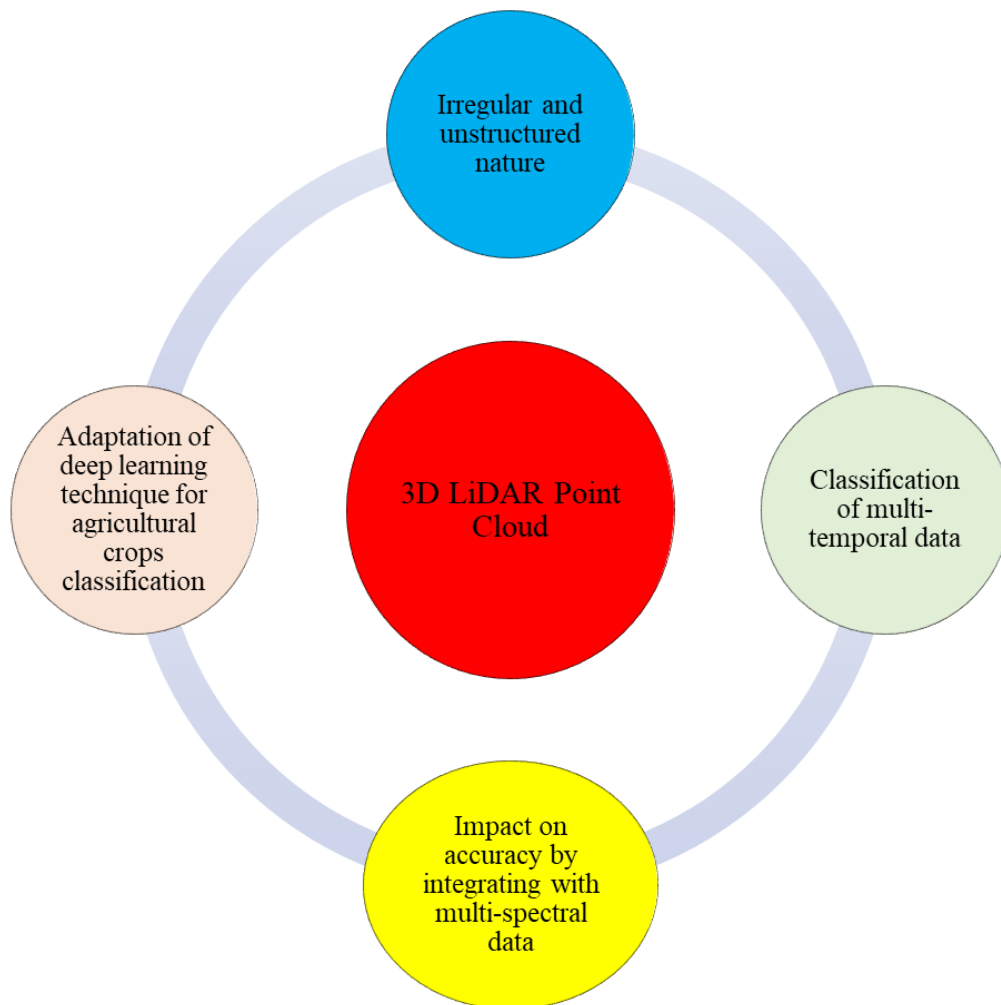 Irregular and
unstructured
nature
Adaptation of
deep learning
technique for
agricultural
crops
classification
3D LiDAR Point
Cloud
Classification
of multi-
temporal data
Impact on
accuracy by
integrating with
multi-spectral
data